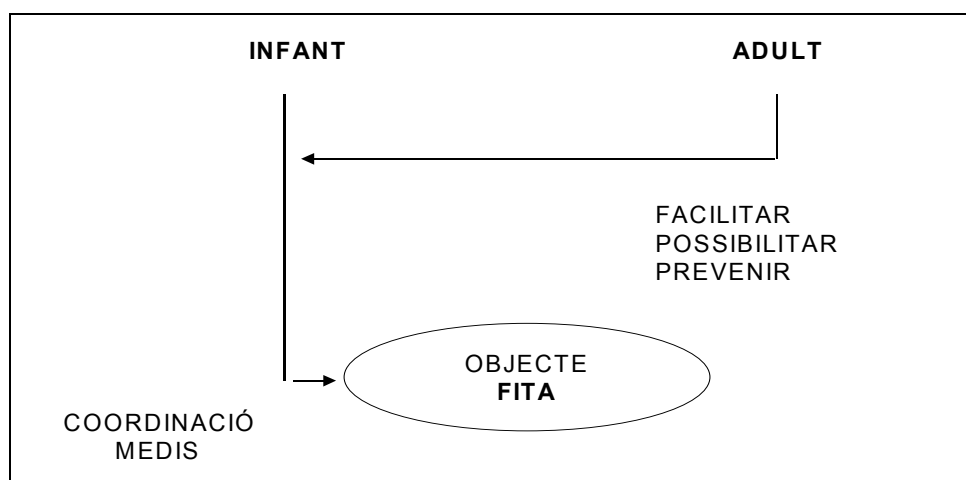 INFANT
ADULT
FACILITAR
POSSIBILITAR
PREVENIR
OBJECTE
FITA
COORDINACIÓ
MEDIS